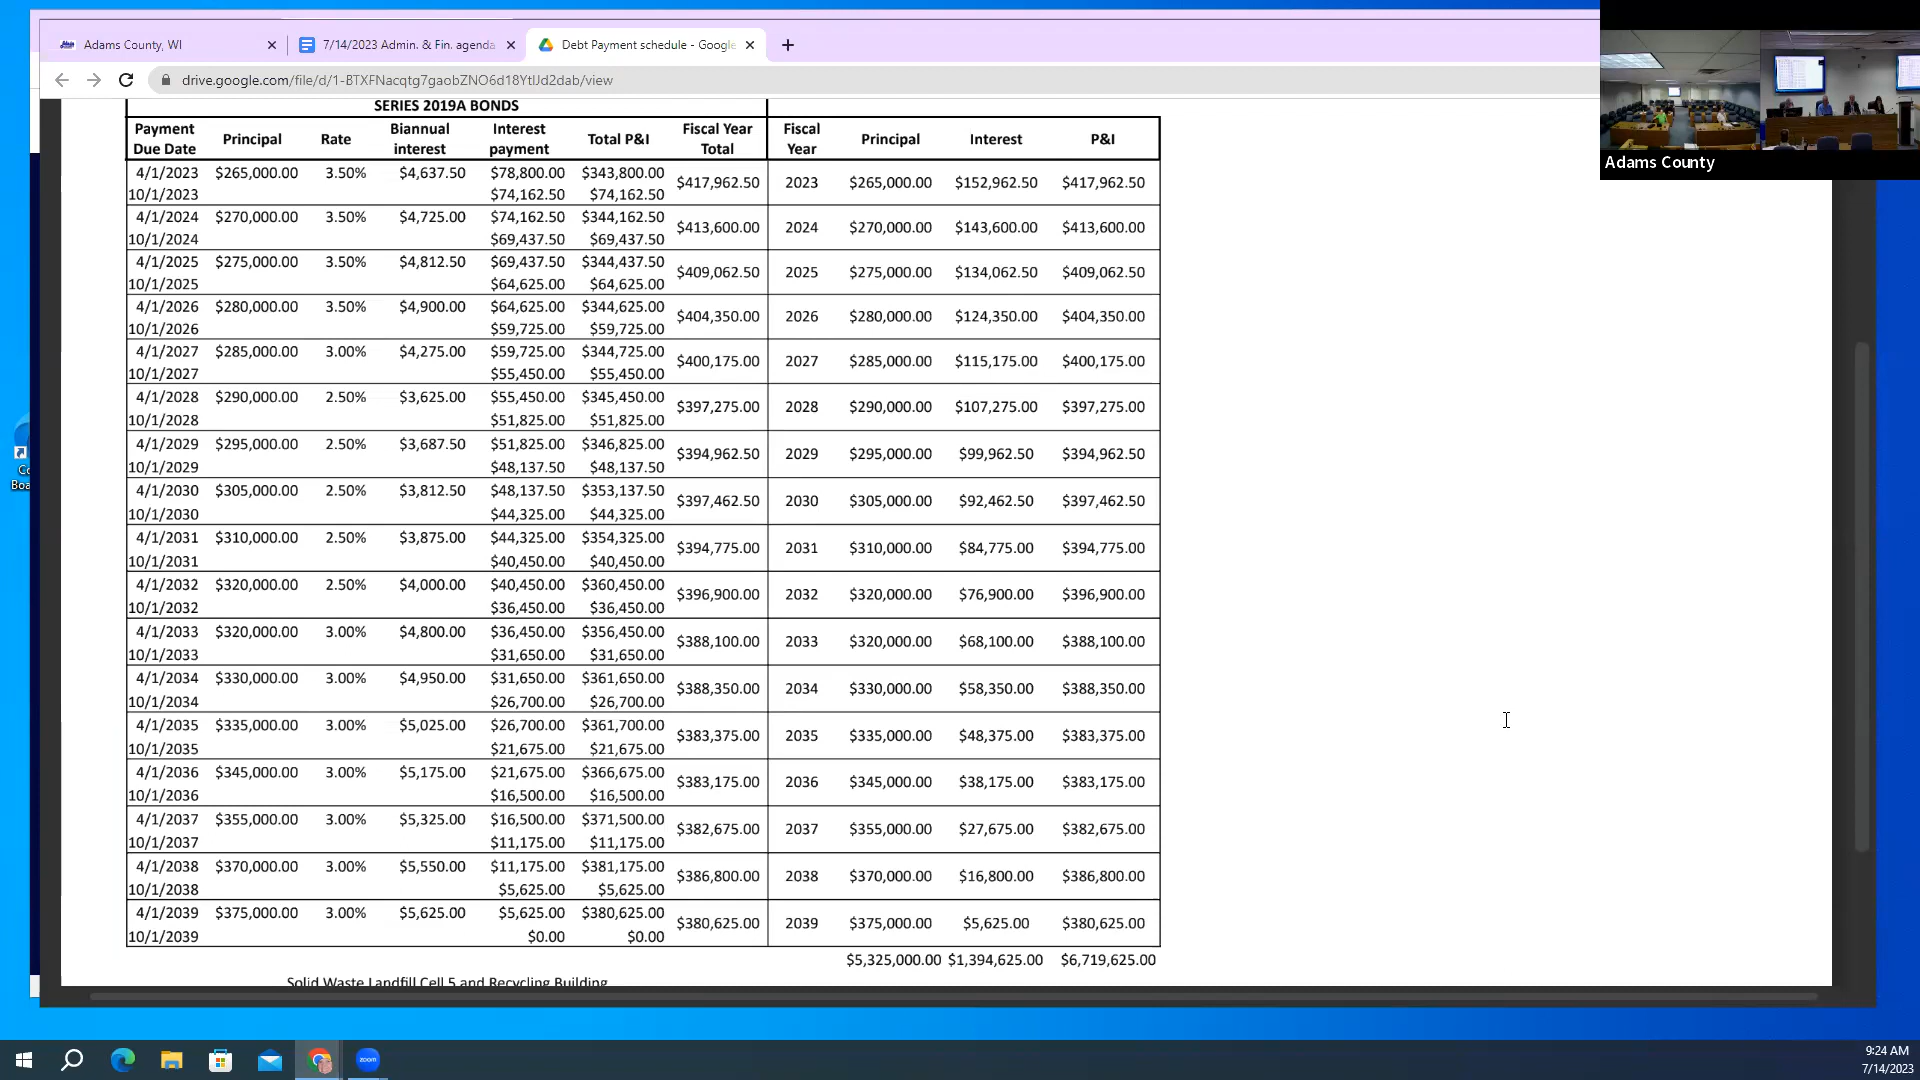 Adams County, WI
7/14/2023 Admin. & Fin. agenda
Debt Payment schedule - Google
drive.google.com/file/d/1-BTXFNacqtg7gaobZNO6d18YtlJd2dab/view
Adams County
SERIES 2019A BONDS
Payment Due Date Principal Rate Biannual interest Interest payment Total P&I Fiscal Year Total Fiscal Year Principal Interest P&I
4/1/2023 $265,000.00 3.50% $4,637.50 $78,800.00 $343,800.00 $417,962.50 2023 $265,000.00 $152,962.50 $417,962.50
10/1/2023 $74,162.50 $74,162.50
4/1/2024 $270,000.00 3.50% $4,725.00 $74,162.50 $344,162.50 $413,600.00 2024 $270,000.00 $143,600.00 $413,600.00
10/1/2024 $69,437.50 $69,437.50
4/1/2025 $275,000.00 3.50% $4,812.50 $69,437.50 $344,437.50 $409,062.50 2025 $275,000.00 $134,062.50 $409,062.50
10/1/2025 $64,625.00 $64,625.00
4/1/2026 $280,000.00 3.50% $4,900.00 $64,625.00 $344,625.00 $404,350.00 2026 $280,000.00 $124,350.00 $404,350.00
10/1/2026 $59,725.00 $59,725.00
4/1/2027 $285,000.00 3.00% $4,275.00 $59,725.00 $344,725.00 $400,175.00 2027 $285,000.00 $115,175.00 $400,175.00
10/1/2027 $55,450.00 $55,450.00
4/1/2028 $290,000.00 2.50% $3,625.00 $55,450.00 $345,450.00 $397,275.00 2028 $290,000.00 $107,275.00 $397,275.00
10/1/2028 $51,825.00 $51,825.00
4/1/2029 $295,000.00 2.50% $3,687.50 $51,825.00 $346,825.00 $394,962.50 2029 $295,000.00 $99,962.50 $394,962.50
10/1/2029 $48,137.50 $48,137.50
4/1/2030 $305,000.00 2.50% $3,812.50 $48,137.50 $353,137.50 $397,462.50 2030 $305,000.00 $92,462.50 $397,462.50
10/1/2030 $44,325.00 $44,325.00
4/1/2031 $310,000.00 2.50% $3,875.00 $44,325.00 $354,325.00 $394,775.00 2031 $310,000.00 $84,775.00 $394,775.00
10/1/2031 $40,450.00 $40,450.00
4/1/2032 $320,000.00 2.50% $4,000.00 $40,450.00 $360,450.00 $396,900.00 2032 $320,000.00 $76,900.00 $396,900.00
10/1/2032 $36,450.00 $36,450.00
4/1/2033 $320,000.00 3.00% $4,800.00 $36,450.00 $356,450.00 $388,100.00 2033 $320,000.00 $68,100.00 $388,100.00
10/1/2033 $31,650.00 $31,650.00
4/1/2034 $330,000.00 3.00% $4,950.00 $31,650.00 $361,650.00 $388,350.00 2034 $330,000.00 $58,350.00 $388,350.00
10/1/2034 $26,700.00 $26,700.00
4/1/2035 $335,000.00 3.00% $5,025.00 $26,700.00 $361,700.00 $383,375.00 2035 $335,000.00 $48,375.00 $383,375.00
10/1/2035 $21,675.00 $21,675.00
4/1/2036 $345,000.00 3.00% $5,175.00 $21,675.00 $366,675.00 $383,175.00 2036 $345,000.00 $38,175.00 $383,175.00
10/1/2036 $16,500.00 $16,500.00
4/1/2037 $355,000.00 3.00% $5,325.00 $16,500.00 $371,500.00 $382,675.00 2037 $355,000.00 $27,675.00 $382,675.00
10/1/2037 $11,175.00 $11,175.00
4/1/2038 $370,000.00 3.00% $5,550.00 $11,175.00 $381,175.00 $386,800.00 2038 $370,000.00 $16,800.00 $386,800.00
10/1/2038 $5,625.00 $5,625.00
4/1/2039 $375,000.00 3.00% $5,625.00 $5,625.00 $380,625.00 $380,625.00 2039 $375,000.00 $5,625.00 $380,625.00
10/1/2039 $0.00 $0.00
$5,325,000.00 $1,394,625.00 $6,719,625.00
Solid Waste Landfill Cell 5 and Recycling Building
Co
Boa
zoom
9:24 AM
7/14/2023